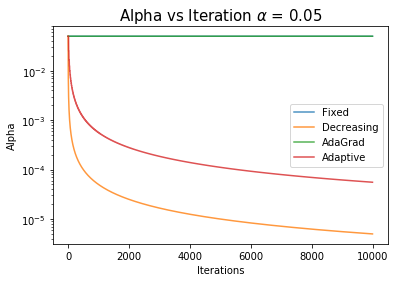 Alpha vs Iteration α = 0.05
Alpha
10⁻²
10⁻³
10⁻⁴
10⁻⁵
Fixed
Decreasing
AdaGrad
Adaptive
0 2000 4000 6000 8000 10000
Iterations